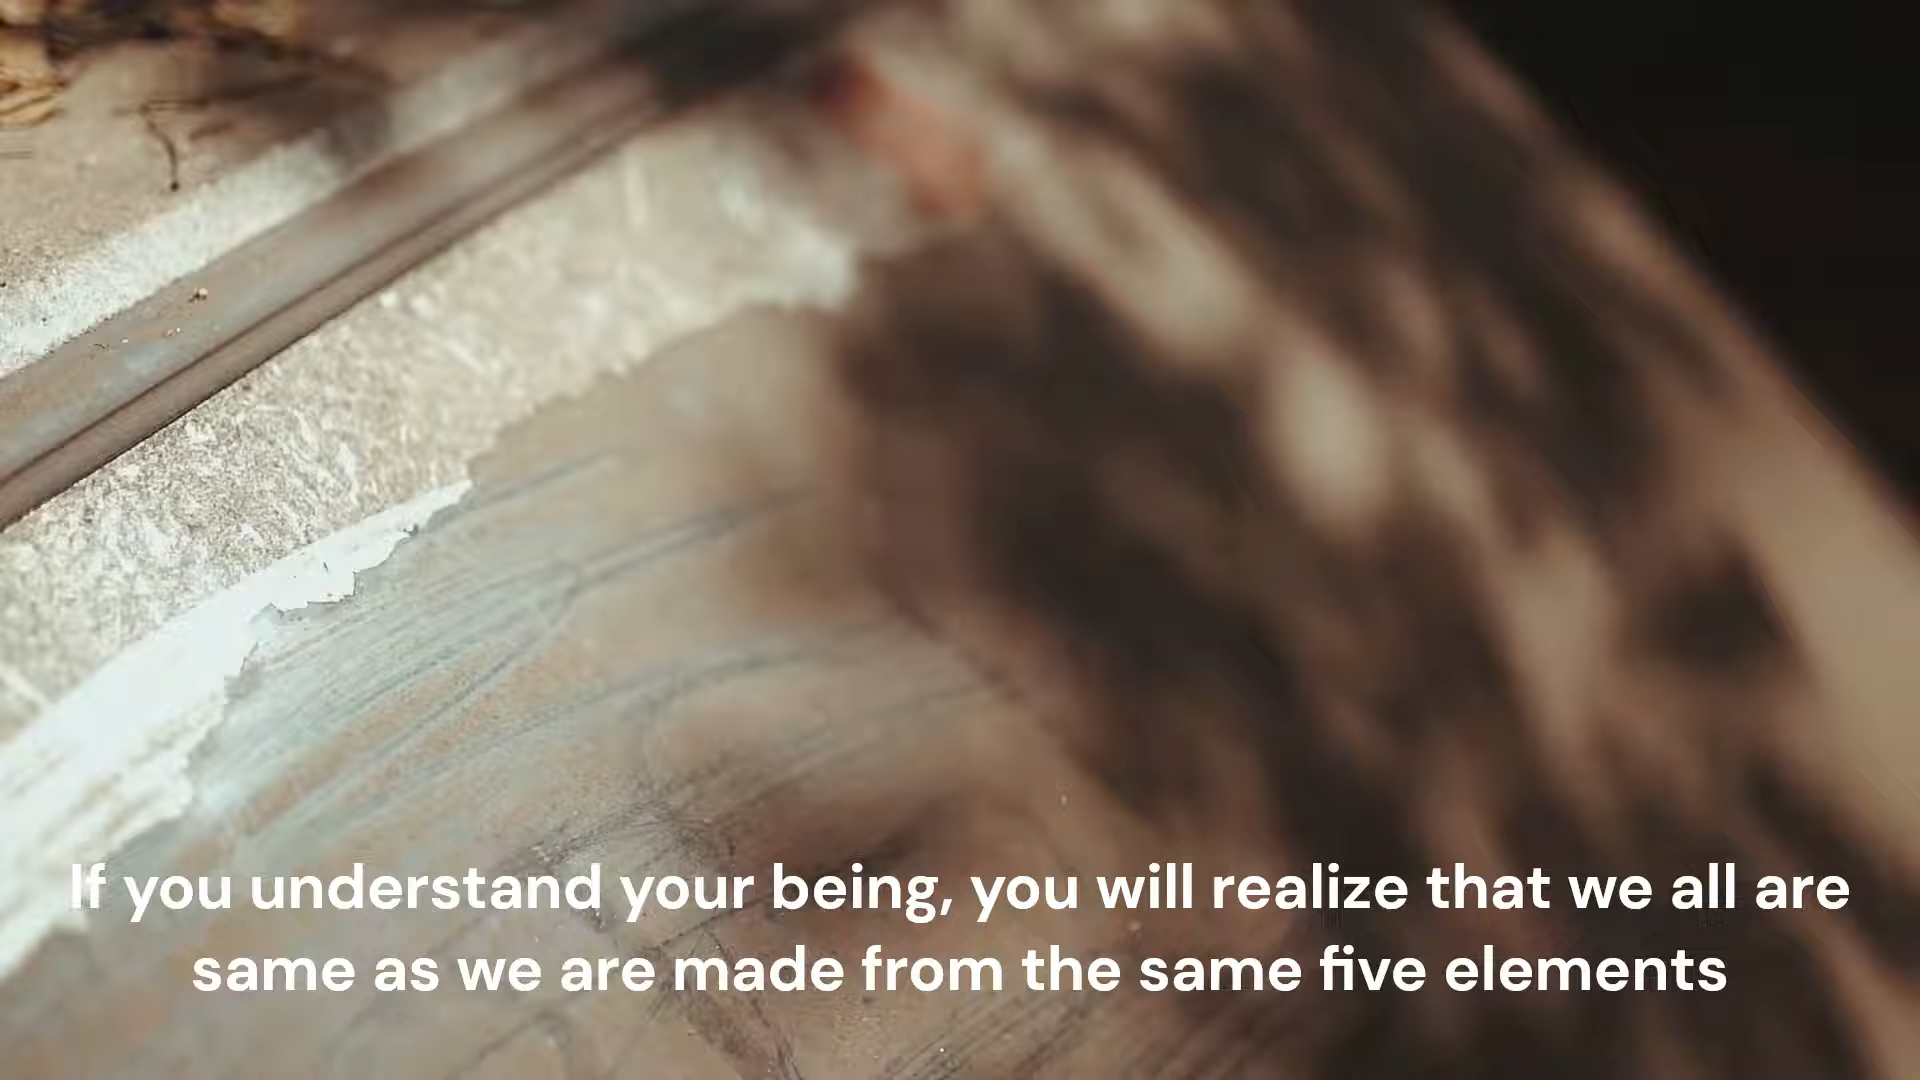 If you understand your being, you will realize that we all are
same as we are made from the same five elements